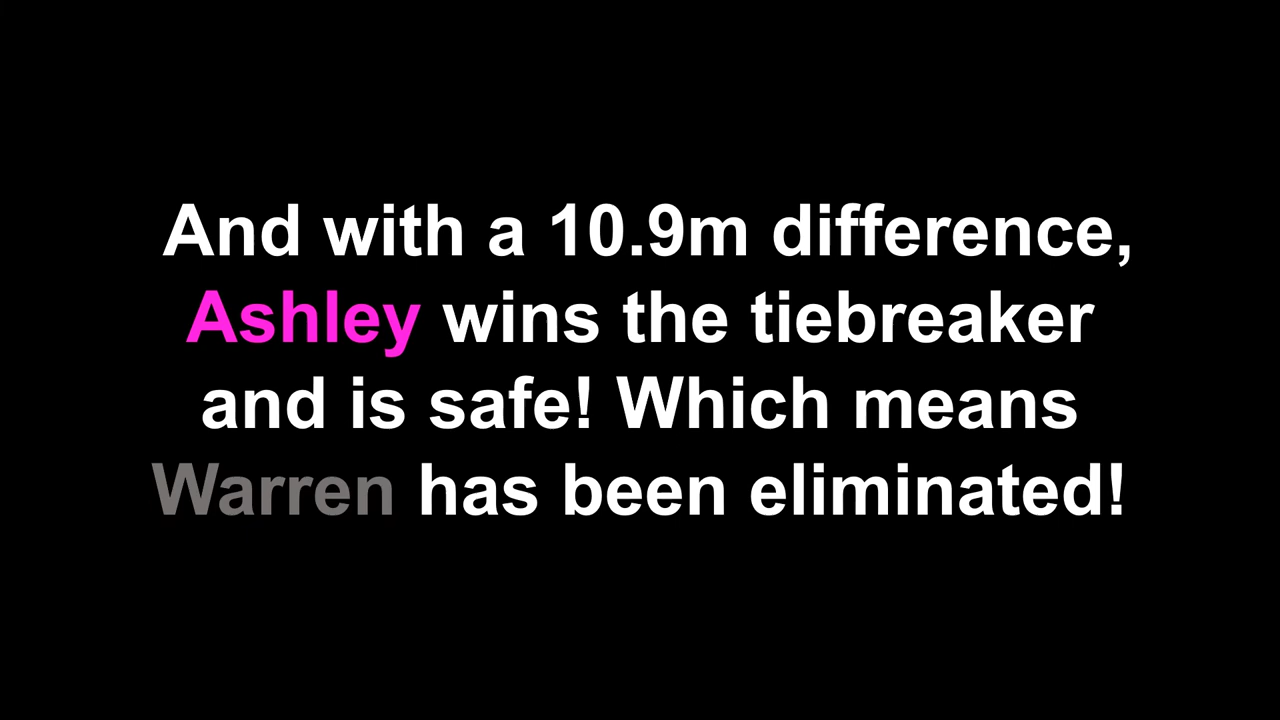 And with a 10.9m difference,
Ashley wins the tiebreaker
and is safe! Which means
Warren has been eliminated!